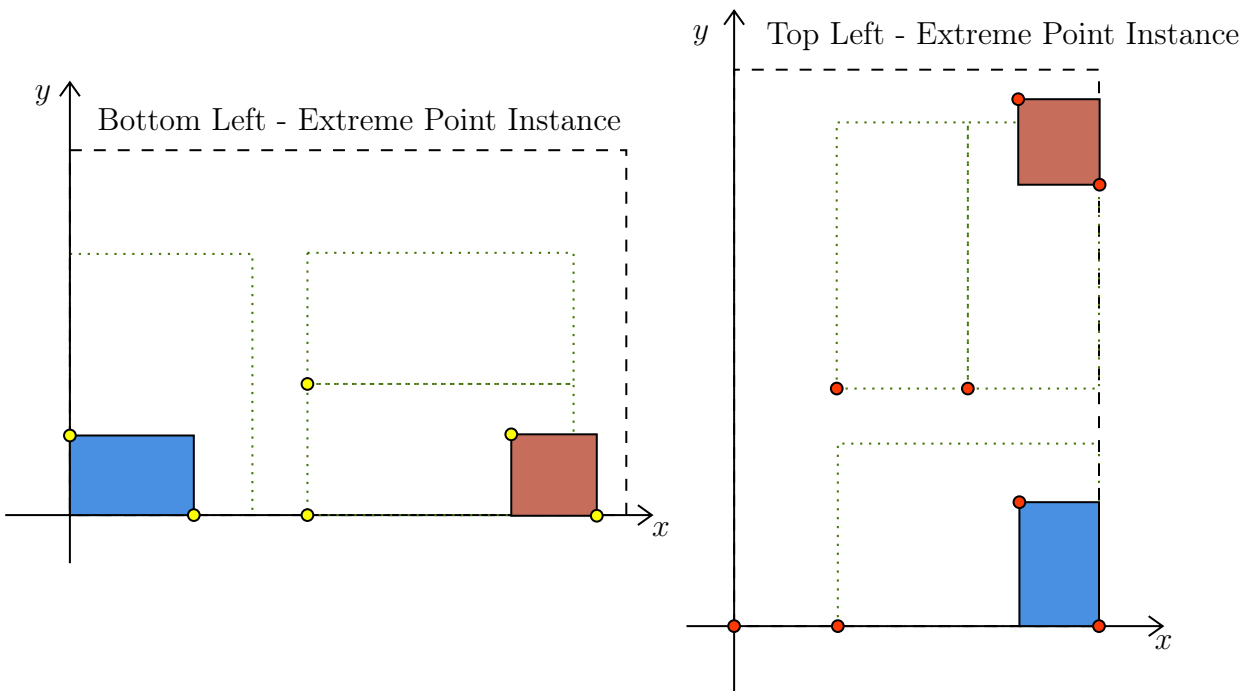 y
Bottom Left - Extreme Point Instance
x
y
Top Left - Extreme Point Instance
x